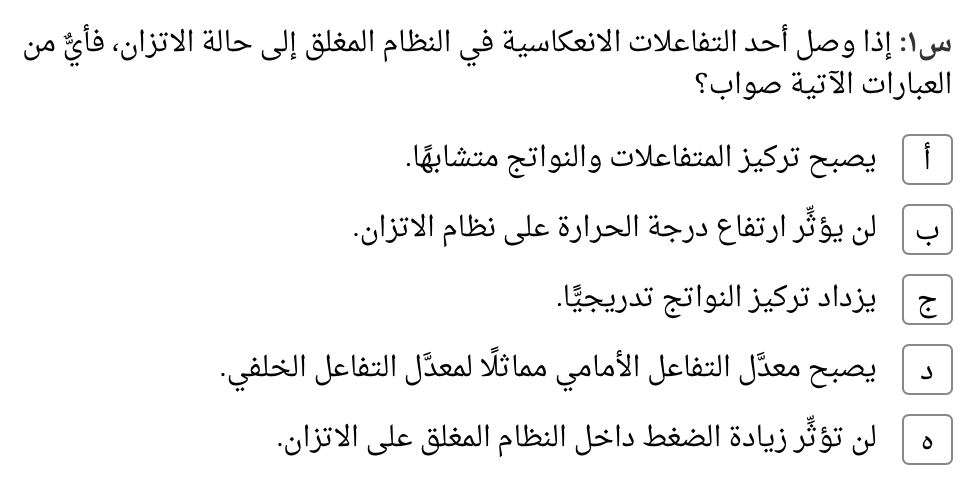 س١: إذا وصل أحد التفاعلات الانعكاسية في النظام المغلق إلى حالة الاتزان، فأيٌّ من
العبارات الآتية صواب؟
أ يصبح تركيز المتفاعلات والنواتج متشابهًا.
ب لن يؤثِّر ارتفاع درجة الحرارة على نظام الاتزان.
ج يزداد تركيز النواتج تدريجيًّا.
د يصبح معدَّل التفاعل الأمامي مماثلًا لمعدَّل التفاعل الخلفي.
ه لن تؤثِّر زيادة الضغط داخل النظام المغلق على الاتزان.